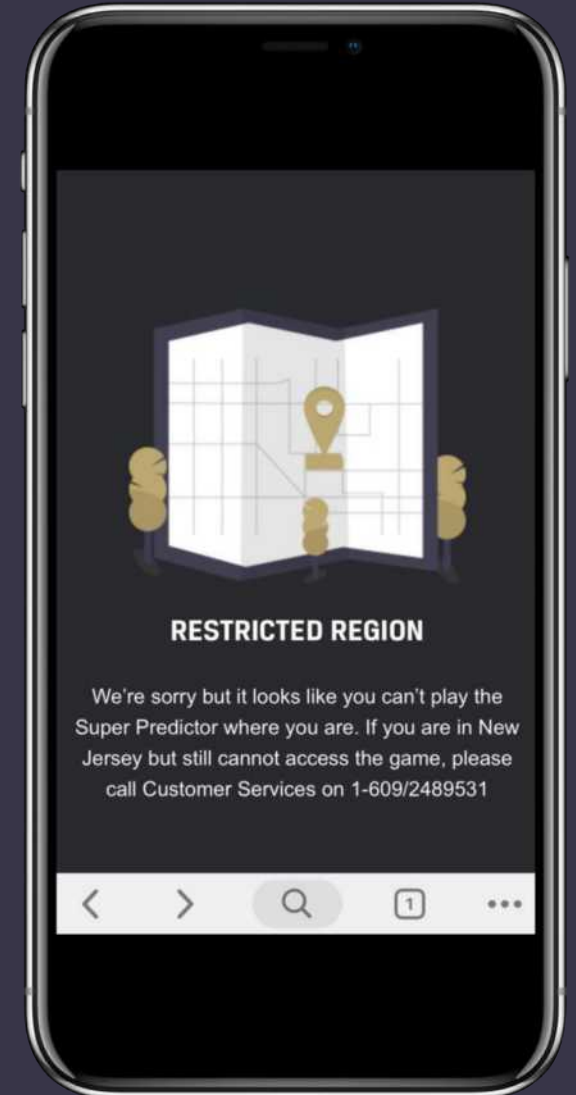 RESTRICTED REGION
We're sorry but it looks like you can't play the
Super Predictor where you are. If you are in New
Jersey but still cannot access the game, please
call Customer Services on 1-609/2489531
1